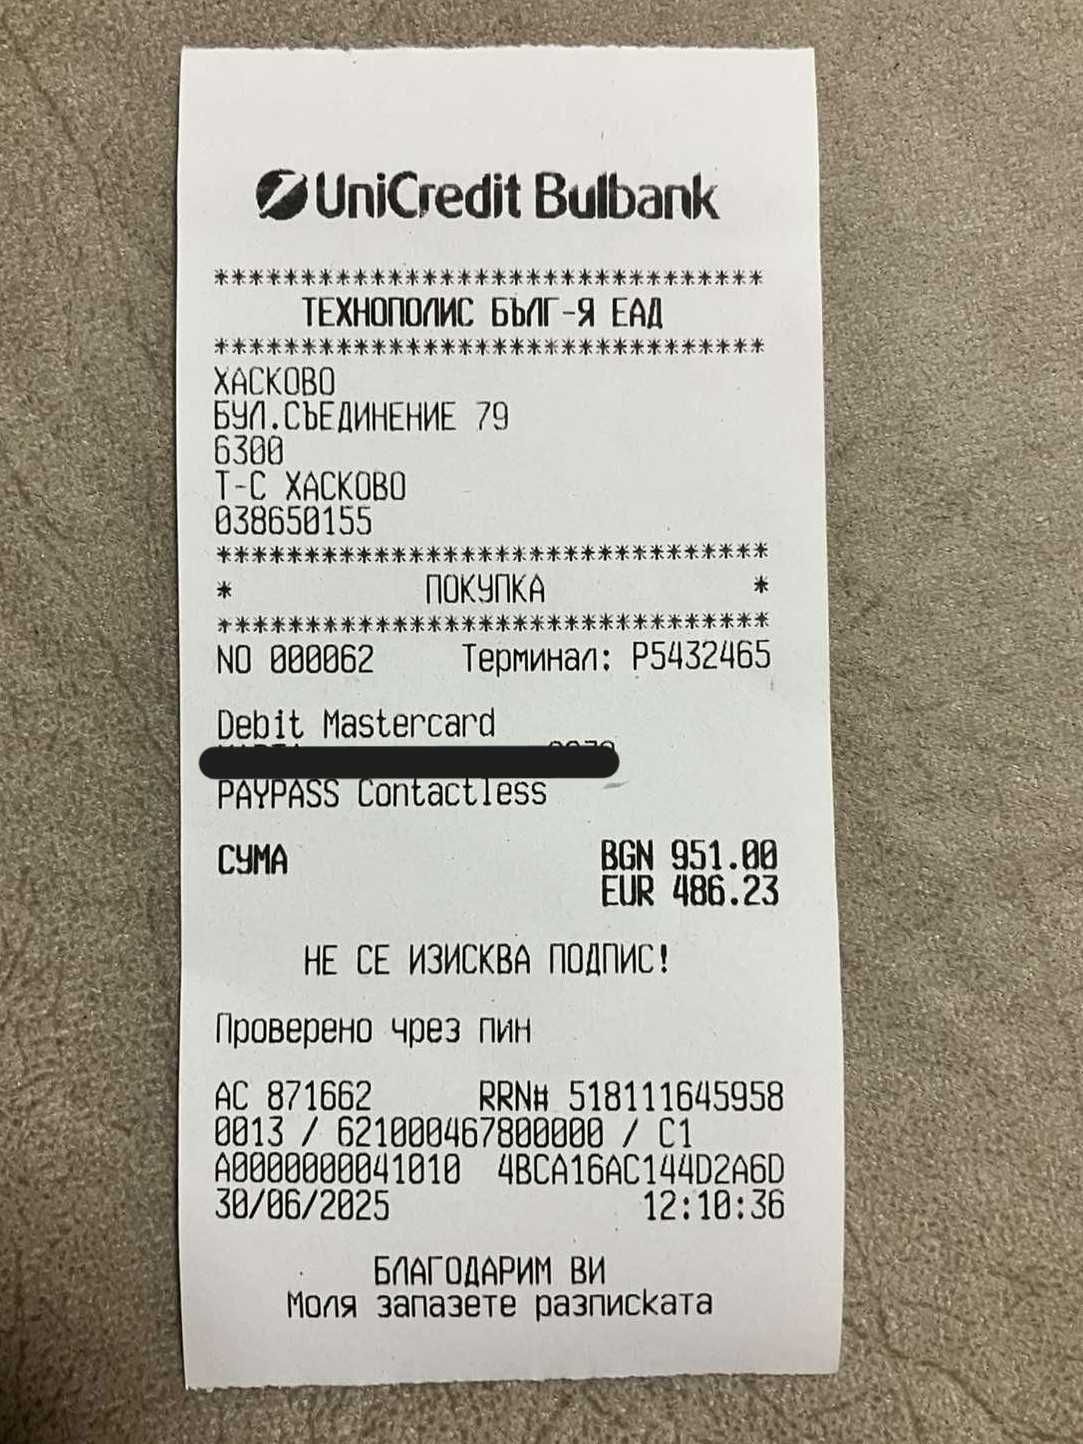 UniCredit Bulbank
********************************
ТЕХНОПОЛИС БЪЛГ-Я ЕАД
********************************
ХАСКОВО
БУЛ.СЪЕДИНЕНИЕ 79
6300
Т-С ХАСКОВО
038650155
********************************
* ПОКУПКА *
********************************
NO 000062 Терминал: P5432465
Debit Mastercard
PAYPASS Contactless
СУМА BGN 951.00
EUR 486.23
НЕ СЕ ИЗИСКВА ПОДПИС!
Проверено чрез пин
AC 871662 RRN# 518111645958
0013 / 621000467800000 / C1
A0000000041010 4BCA16AC144D2A6D
30/06/2025 12:10:36
БЛАГОДАРИМ ВИ
Моля запазете разписката